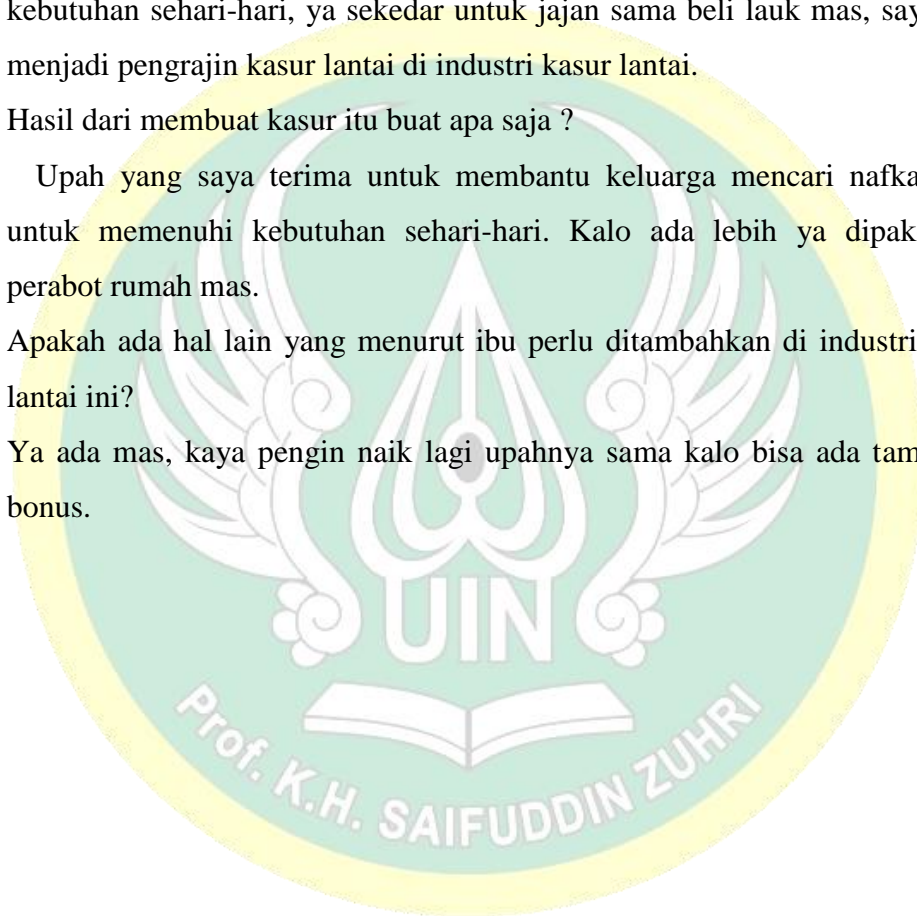 kebutuhan sehari-hari, ya sekedar untuk jajan sama beli lauk mas, say
menjadi pengrajin kasur lantai di industri kasur lantai.
Hasil dari membuat kasur itu buat apa saja ?
Upah yang saya terima untuk membantu keluarga mencari nafka
untuk memenuhi kebutuhan sehari-hari. Kalo ada lebih ya dipak
perabot rumah mas.
Apakah ada hal lain yang menurut ibu perlu ditambahkan di industri
lantai ini?
Ya ada mas, kaya pengin naik lagi upahnya sama kalo bisa ada tam
bonus.
UIN
Prof. K.H. SAIFUDDIN ZUHRI